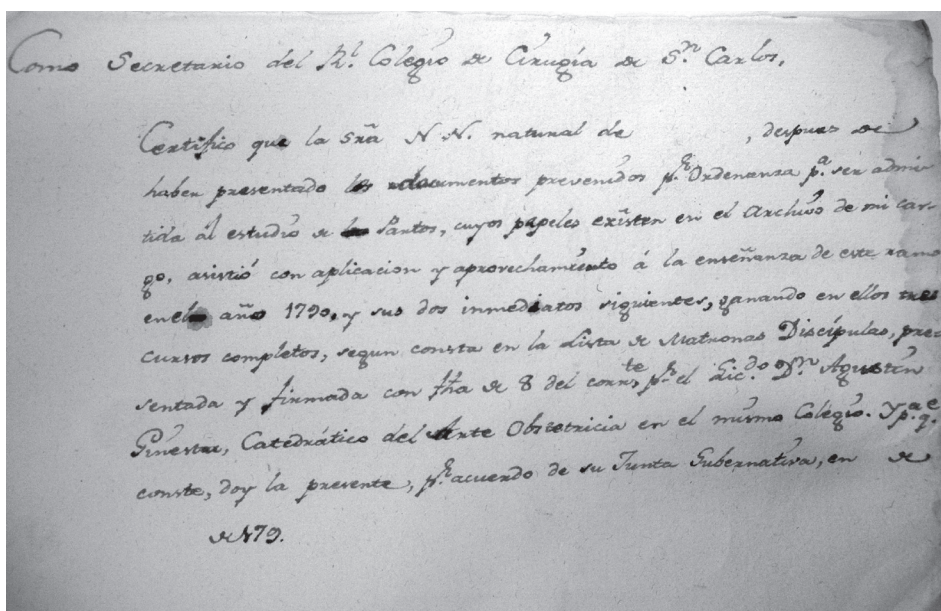 Como Secretario del Rl. Colegio de Cirugía de Sn. Carlos,
Certifico que la Sra N N. natural de , despues de
haber presentado los documentos prevenidos pr. Ordenanza pa. ser admi-
tida al estudio de Partos, cuyos papeles existen en el Archivo de mi car-
go, asistió con aplicacion y aprovechamiento á la enseñanza de este ramo
en el año 1790, y sus dos inmediatos siguientes, ganando en ellos tres
cursos completos, segun consta en la Lista de Matronas Discípulas, pre-
sentada y firmada con fha de 8 del corrte. pr. el Licdo. Dn. Agustin
Ginestar, Catedrático del Arte Obstetricia en el mismo Colegio. Y pa. qe.
conste, doy la presente, pr. acuerdo de su Junta Gubernativa, en de
de 179.